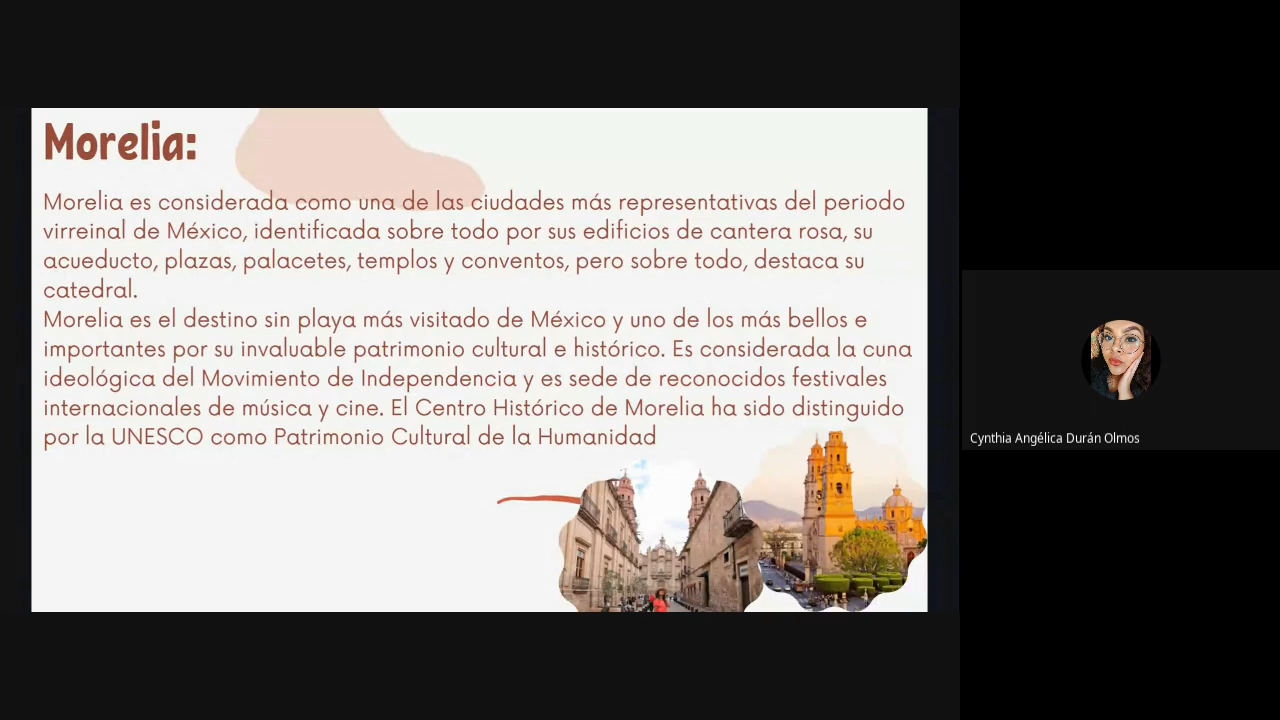 Morelia:
Morelia es considerada como una de las ciudades más representativas del periodo
virreinal de México, identificada sobre todo por sus edificios de cantera rosa, su
acueducto, plazas, palacetes, templos y conventos, pero sobre todo, destaca su
catedral.
Morelia es el destino sin playa más visitado de México y uno de los más bellos e
importantes por su invaluable patrimonio cultural e histórico. Es considerada la cuna
ideológica del Movimiento de Independencia y es sede de reconocidos festivales
internacionales de música y cine. El Centro Histórico de Morelia ha sido distinguido
por la UNESCO como Patrimonio Cultural de la Humanidad
Cynthia Angélica Durán Olmos